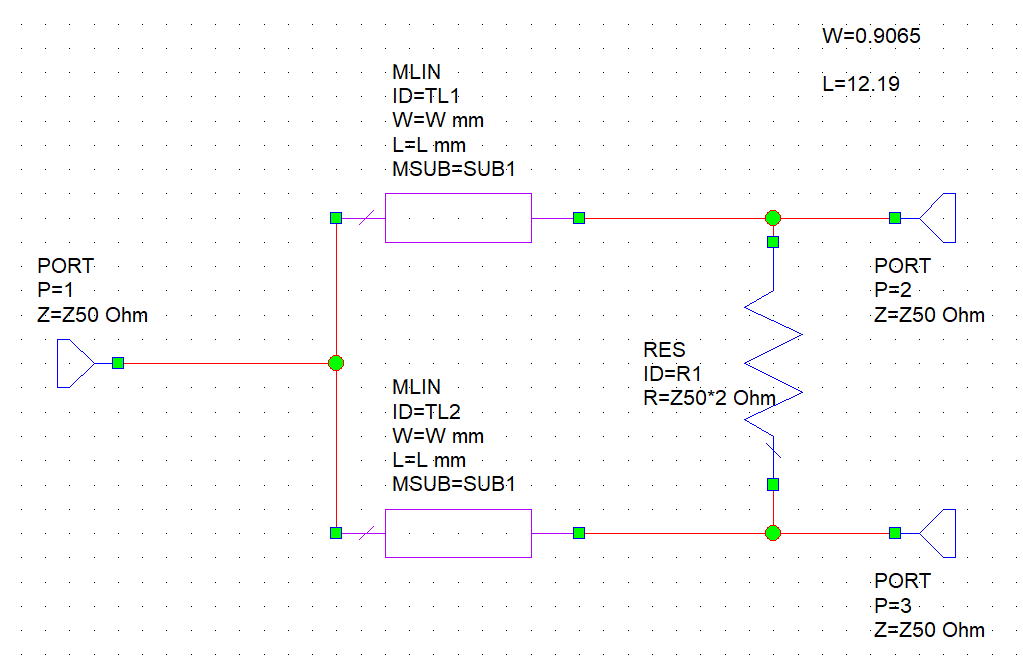 W=0.9065
L=12.19
MLIN
ID=TL1
W=W mm
L=L mm
MSUB=SUB1
PORT
P=1
Z=Z50 Ohm
PORT
P=2
Z=Z50 Ohm
RES
ID=R1
R=Z50*2 Ohm
MLIN
ID=TL2
W=W mm
L=L mm
MSUB=SUB1
PORT
P=3
Z=Z50 Ohm